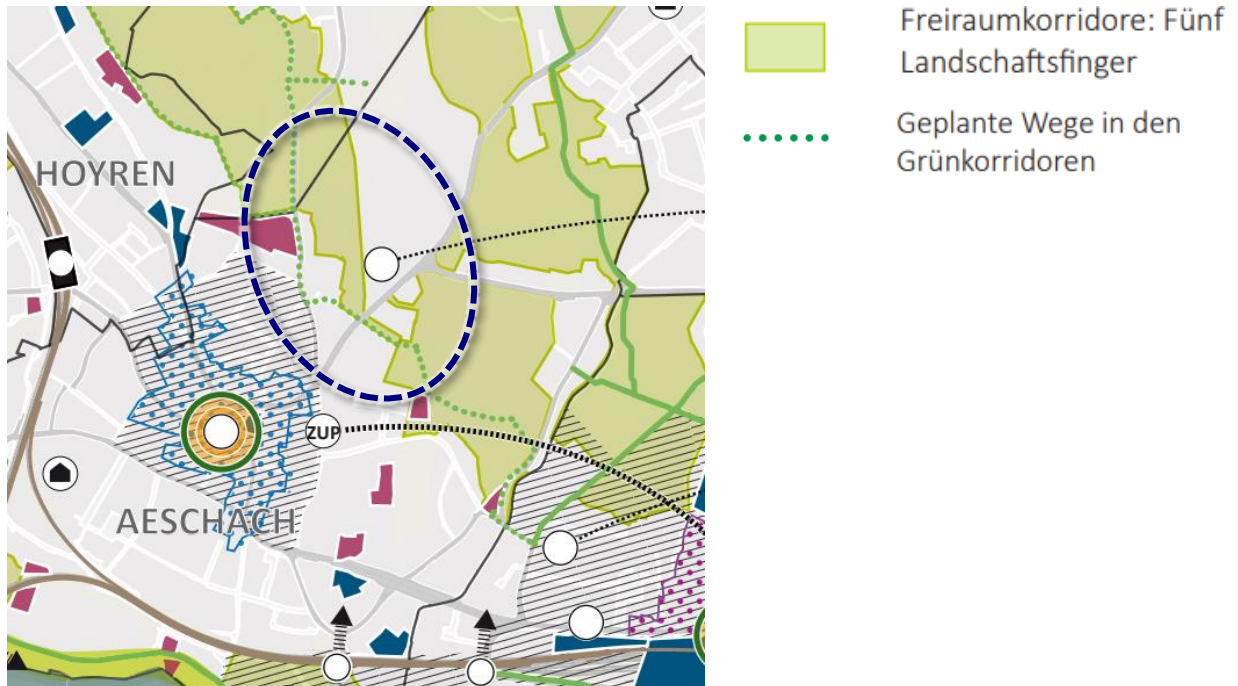 HOYREN
ZUP
AESCHACH
Freiraumkorridore: Fünf
Landschaftsfinger
Geplante Wege in den
Grünkorridoren